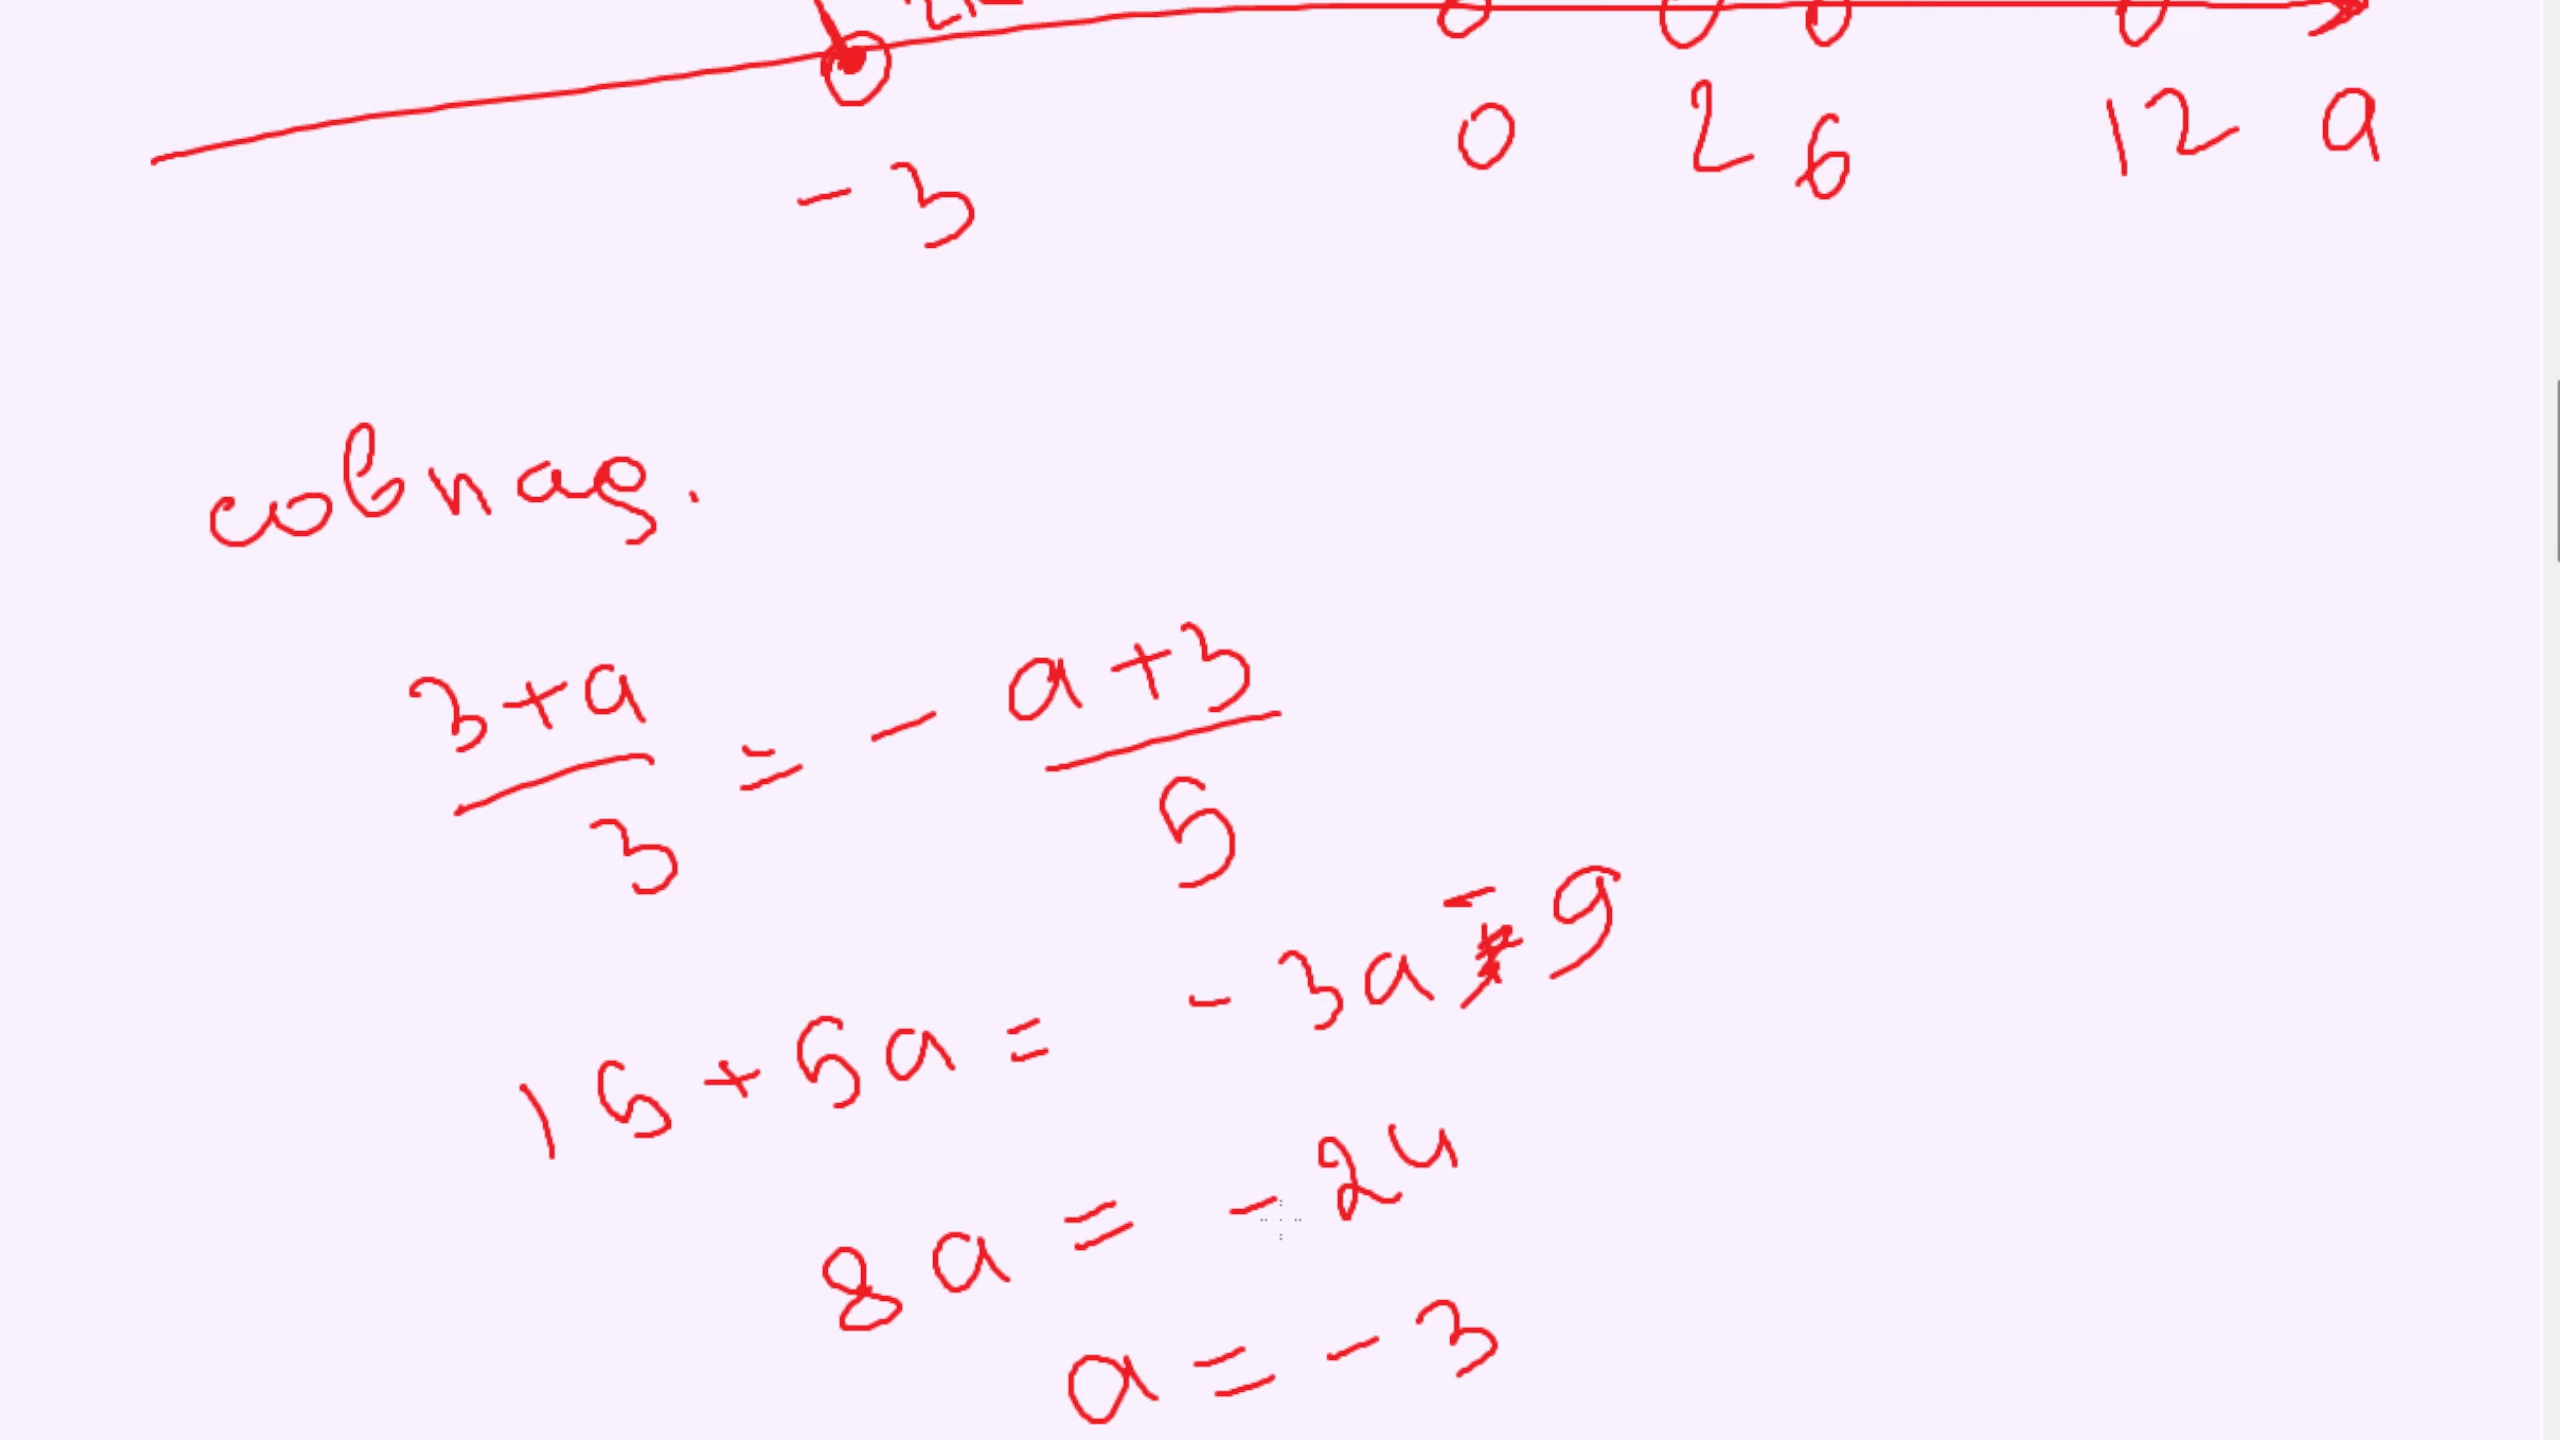 0 2 6 12 a
-3
совпад.
3+a/3 = - a+3/5
15+5a = -3a-9
8a = -24
a = -3